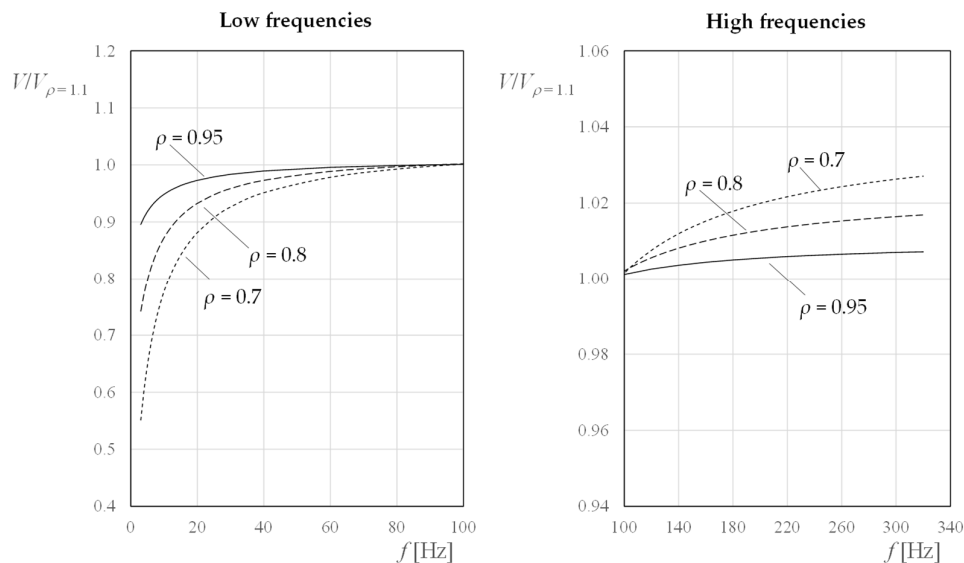 Low frequencies
V/Vρ=1.1
1.2
1.1
1.0
0.9
0.8
0.7
0.6
0.5
0.4
ρ = 0.95
ρ = 0.8
ρ = 0.7
0 20 40 60 80 100
f [Hz]
High frequencies
V/Vρ=1.1
1.06
1.04
1.02
1.00
0.98
0.96
0.94
ρ = 0.7
ρ = 0.8
ρ = 0.95
100 140 180 220 260 300 340
f [Hz]